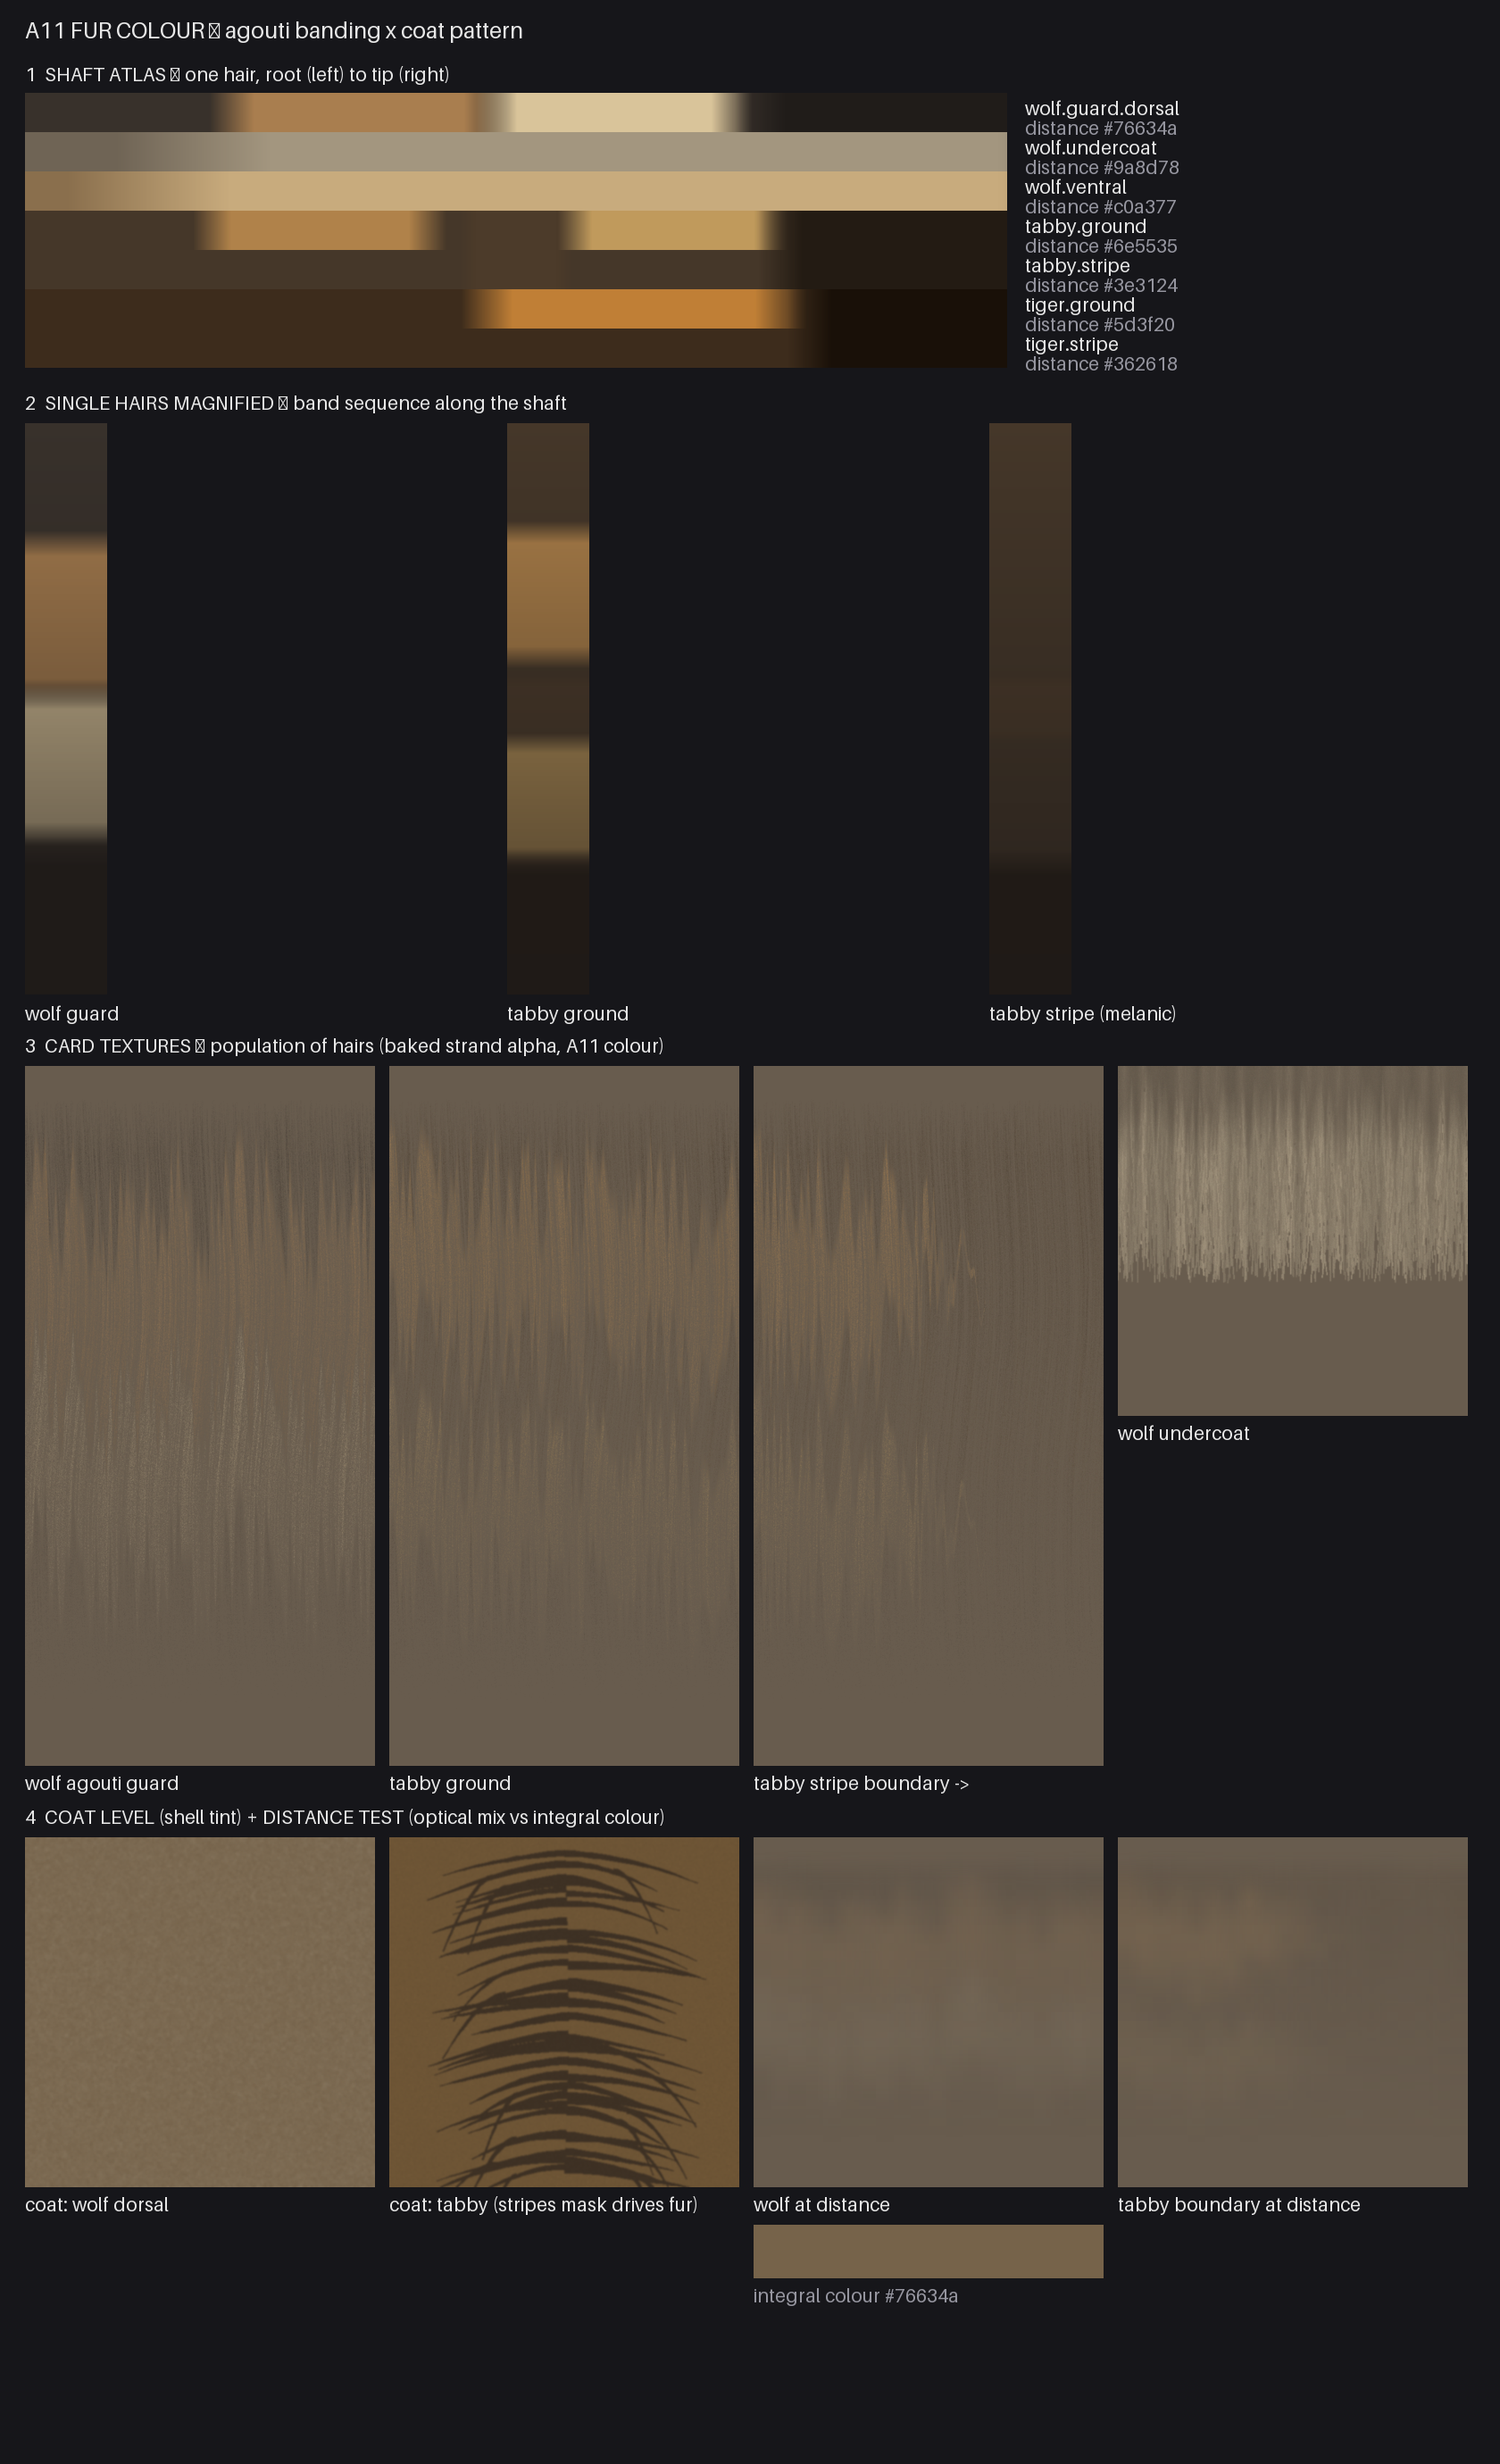 A11 FUR COLOUR ▯ agouti banding x coat pattern
1 SHAFT ATLAS ▯ one hair, root (left) to tip (right)
wolf.guard.dorsal
distance #76634a
wolf.undercoat
distance #9a8d78
wolf.ventral
distance #c0a377
tabby.ground
distance #6e5535
tabby.stripe
distance #3e3124
tiger.ground
distance #5d3f20
tiger.stripe
distance #362618
2 SINGLE HAIRS MAGNIFIED ▯ band sequence along the shaft
wolf guard
tabby ground
tabby stripe (melanic)
3 CARD TEXTURES ▯ population of hairs (baked strand alpha, A11 colour)
wolf undercoat
wolf agouti guard
tabby ground
tabby stripe boundary ->
4 COAT LEVEL (shell tint) + DISTANCE TEST (optical mix vs integral colour)
coat: wolf dorsal
coat: tabby (stripes mask drives fur)
wolf at distance
tabby boundary at distance
integral colour #76634a